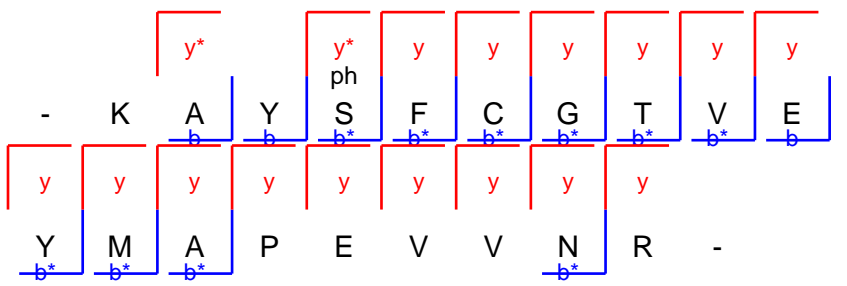 y* y* y y y y y y
ph
- K A Y S F C G T V E
b b b* b* b* b* b* b* b
y y y y y y y y y
Y M A P E V V N R -
b* b* b* b*